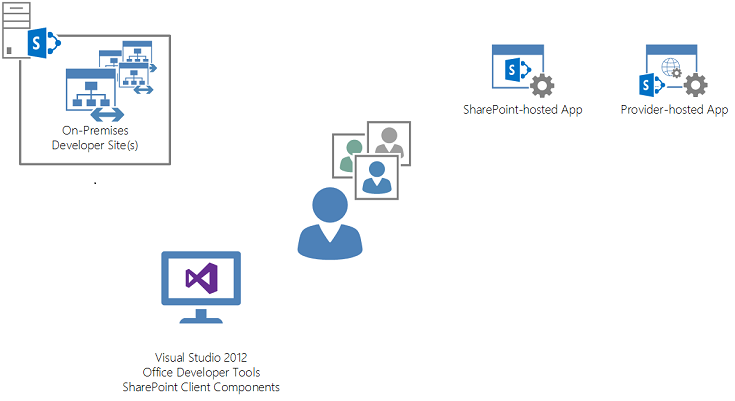 On-Premises
Developer Site(s)
SharePoint-hosted App
Provider-hosted App
Visual Studio 2012
Office Developer Tools
SharePoint Client Components